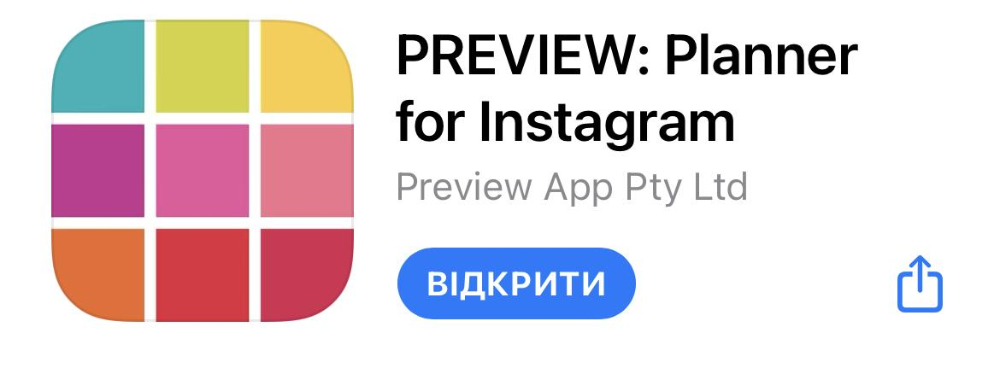 PREVIEW: Planner
for Instagram
Preview App Pty Ltd
ВІДКРИТИ